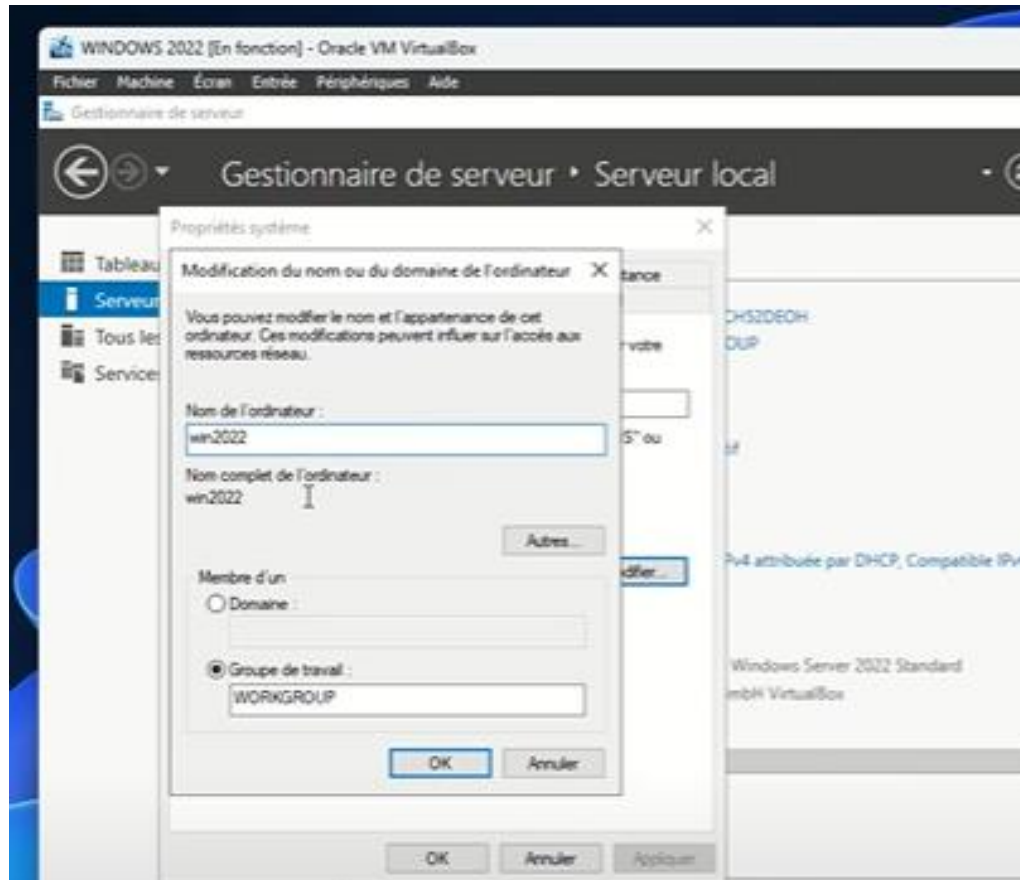 WINDOWS 2022 [En fonction] - Oracle VM VirtualBox
Fichier Machine Écran Entrée Périphériques Aide
Gestionnaire de serveur
Gestionnaire de serveur ‣ Serveur local
Propriétés système
Tableau
Modification du nom ou du domaine de l'ordinateur
tance
Serveur
Vous pouvez modifier le nom et l'appartenance de cet
CHS2DEOH
ordinateur. Ces modifications peuvent influer sur l'accès aux
Tous les
votre
OUP
ressources réseau.
Services
Nom de l'ordinateur :
win2022
S" ou
Nom complet de l'ordinateur :
win2022
Autres...
Pv4 attribuée par DHCP, Compatible IPv
Membre d'un
difier...
Domaine :
Groupe de travail :
Windows Server 2022 Standard
WORKGROUP
mbH VirtualBox
OK Annuler
OK Annuler Appliquer